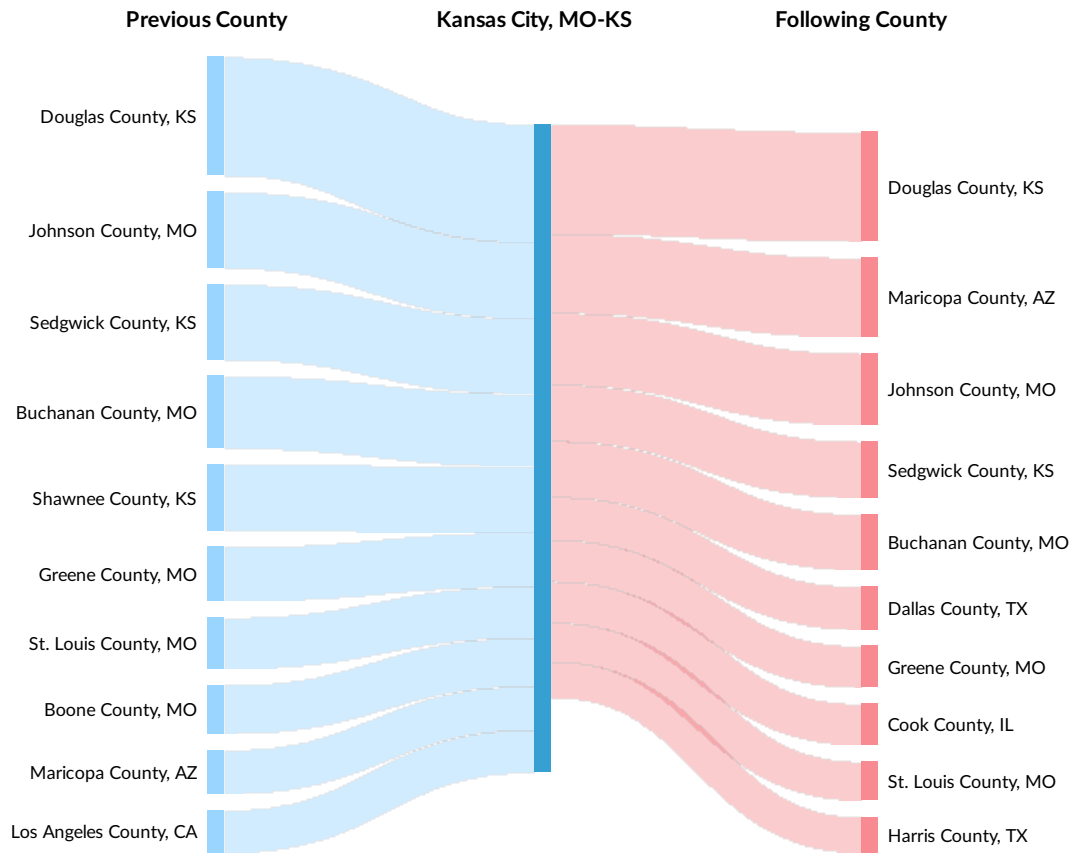 Previous County
Kansas City, MO-KS
Following County
Douglas County, KS
Johnson County, MO
Sedgwick County, KS
Buchanan County, MO
Shawnee County, KS
Greene County, MO
St. Louis County, MO
Boone County, MO
Maricopa County, AZ
Los Angeles County, CA
Douglas County, KS
Maricopa County, AZ
Johnson County, MO
Sedgwick County, KS
Buchanan County, MO
Dallas County, TX
Greene County, MO
Cook County, IL
St. Louis County, MO
Harris County, TX